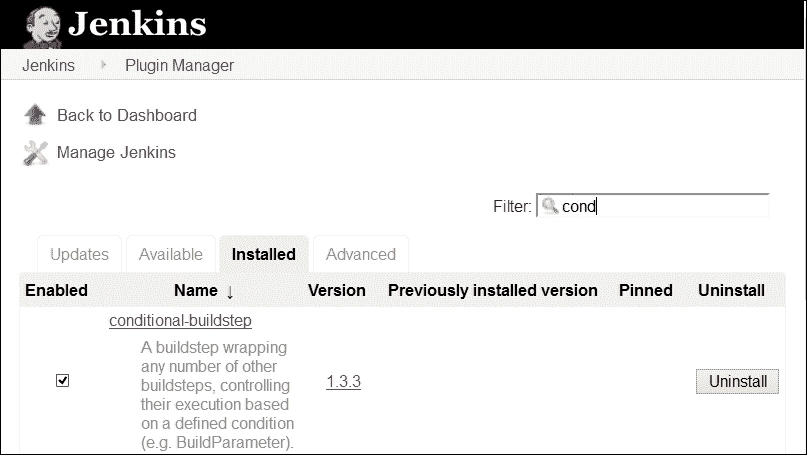 Jenkins
Jenkins Plugin Manager
Back to Dashboard
Manage Jenkins
Filter: cond
Updates Available Installed Advanced
Enabled Name ↓ Version Previously installed version Pinned Uninstall
conditional-buildstep
A buildstep wrapping
any number of other
buildsteps, controlling
their execution based
on a defined condition
(e.g. BuildParameter).
1.3.3
Uninstall